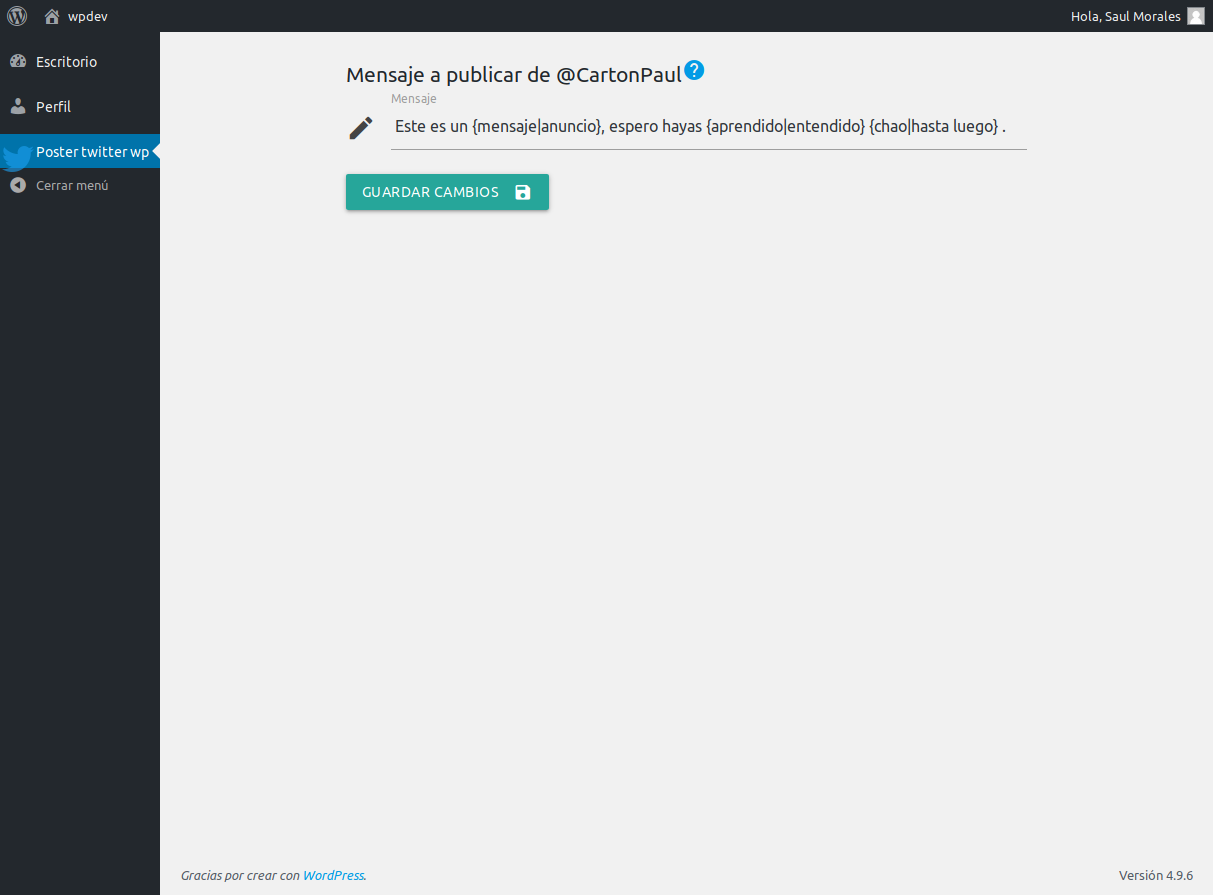 wpdev
Hola, Saul Morales
Escritorio
Perfil
Poster twitter wp
Cerrar menú
Mensaje a publicar de @CartonPaul
?
Mensaje
Este es un {mensaje|anuncio}, espero hayas {aprendido|entendido} {chao|hasta luego} .
GUARDAR CAMBIOS
Gracias por crear con WordPress.
Versión 4.9.6